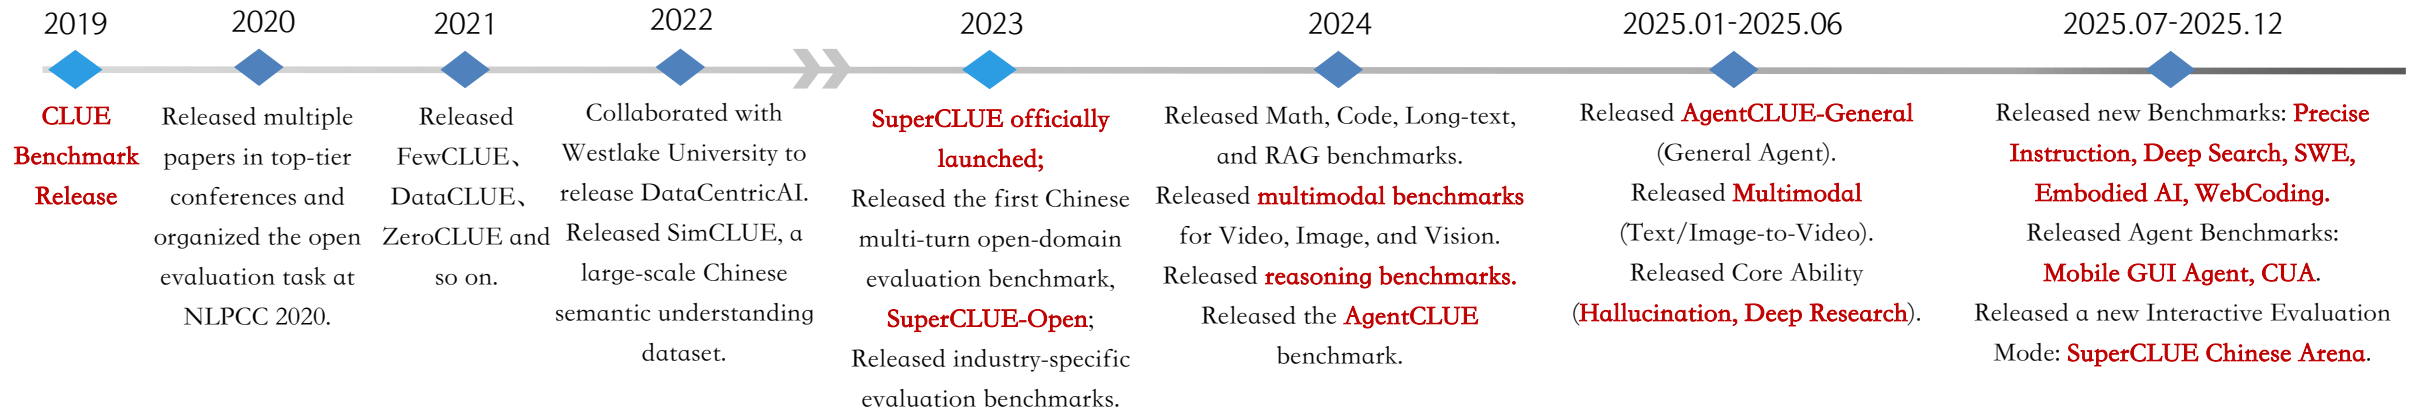 2019
CLUE
Benchmark
Release
2020
Released multiple
papers in top-tier
conferences and
organized the open
evaluation task at
NLPCC 2020.
2021
Released
FewCLUE、
DataCLUE、
ZeroCLUE and
so on.
2022
Collaborated with
Westlake University to
release DataCentricAI.
Released SimCLUE, a
large-scale Chinese
semantic understanding
dataset.
2023
SuperCLUE officially
launched;
Released the first Chinese
multi-turn open-domain
evaluation benchmark,
SuperCLUE-Open;
Released industry-specific
evaluation benchmarks.
2024
Released Math, Code, Long-text,
and RAG benchmarks.
Released multimodal benchmarks
for Video, Image, and Vision.
Released reasoning benchmarks.
Released the AgentCLUE
benchmark.
2025.01-2025.06
Released AgentCLUE-General
(General Agent).
Released Multimodal
(Text/Image-to-Video).
Released Core Ability
(Hallucination, Deep Research).
2025.07-2025.12
Released new Benchmarks: Precise
Instruction, Deep Search, SWE,
Embodied AI, WebCoding.
Released Agent Benchmarks:
Mobile GUI Agent, CUA.
Released a new Interactive Evaluation
Mode: SuperCLUE Chinese Arena.